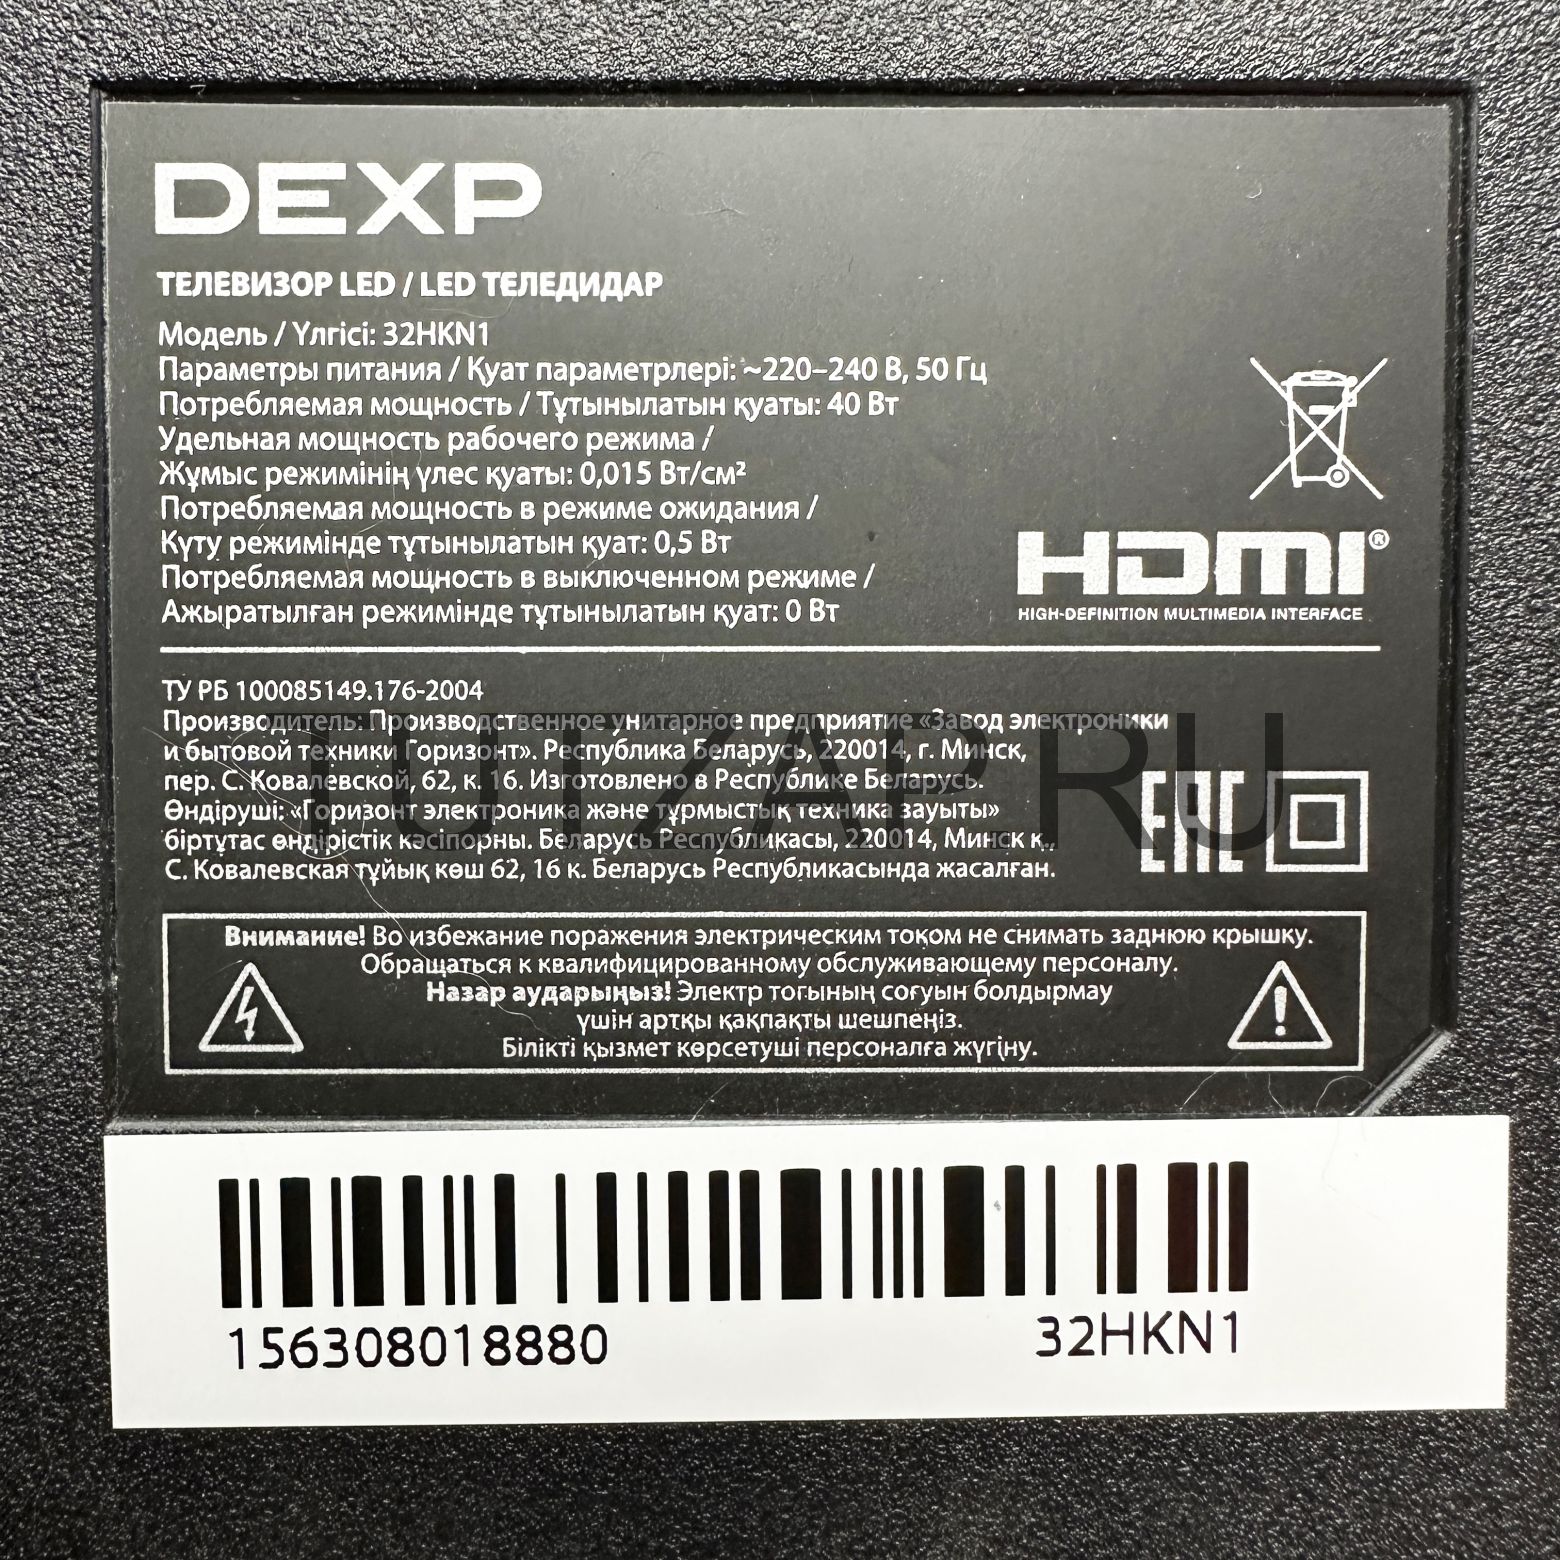 DEXP
ТЕЛЕВИЗОР LED / LED ТЕЛЕДИДАР
Модель / Үлгісі: 32HKN1
Параметры питания / Қуат параметрлері: ~220–240 В, 50 Гц
Потребляемая мощность / Тұтынылатын қуаты: 40 Вт
Удельная мощность рабочего режима /
Жұмыс режимінің үлес қуаты: 0,015 Вт/см²
Потребляемая мощность в режиме ожидания /
Күту режимінде тұтынылатын қуат: 0,5 Вт
Потребляемая мощность в выключенном режиме /
Ажыратылған режимінде тұтынылатын қуат: 0 Вт
HDMI®
HIGH-DEFINITION MULTIMEDIA INTERFACE
ТУ РБ 100085149.176-2004
Производитель: Производственное унитарное предприятие «Завод электроники
и бытовой техники Горизонт». Республика Беларусь, 220014, г. Минск,
пер. С. Ковалевской, 62, к. 16. Изготовлено в Республике Беларусь.
Өндіруші: «Горизонт электроника және тұрмыстық техника зауыты»
біртұтас өндірістік кәсіпорны. Беларусь Республикасы, 220014, Минск к.,
С. Ковалевская тұйық көш 62, 16 к. Беларусь Республикасында жасалған.
TUTZAP.RU
EAC
Внимание! Во избежание поражения электрическим током не снимать заднюю крышку.
Обращаться к квалифицированному обслуживающему персоналу.
Назар аударыңыз! Электр тогының соғуын болдырмау
үшін артқы қақпақты шешпеңіз.
Білікті қызмет көрсетуші персоналға жүгіну.
156308018880
32HKN1